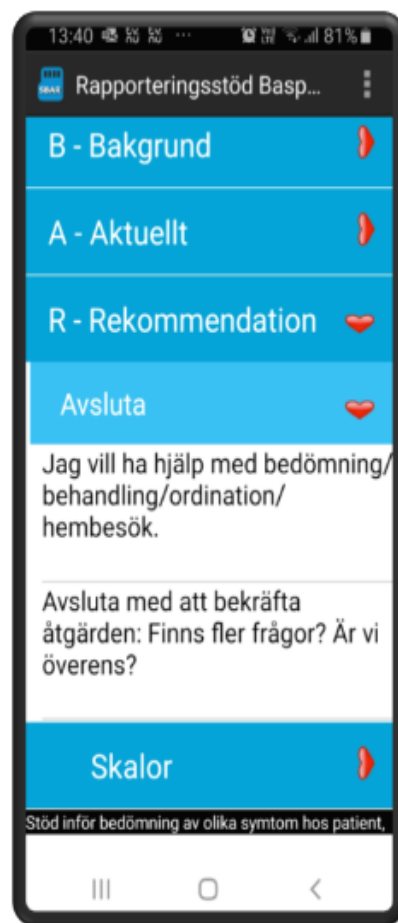 13:40 ... 81%
SBAR Rapporteringsstöd Basp...
B - Bakgrund
A - Aktuellt
R - Rekommendation
Avsluta
Jag vill ha hjälp med bedömning/
behandling/ordination/
hembesök.
Avsluta med att bekräfta
åtgärden: Finns fler frågor? Är vi
överens?
Skalor
Stöd inför bedömning av olika symtom hos patient,